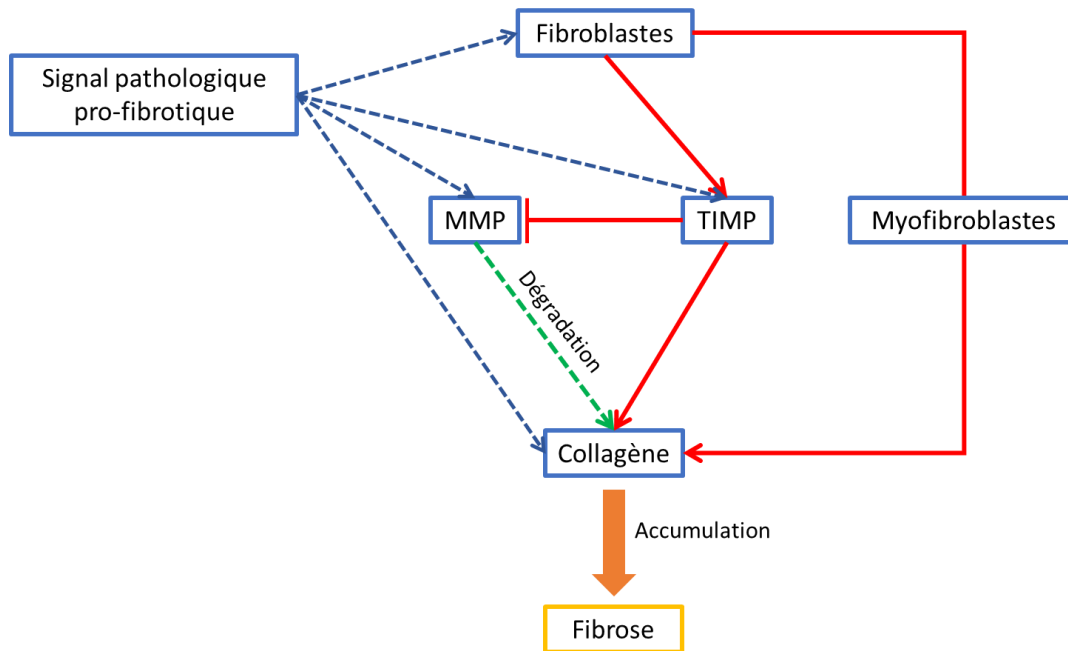 Fibroblastes
Signal pathologique
pro-fibrotique
MMP
TIMP
Myofibroblastes
Dégradation
Collagène
Accumulation
Fibrose